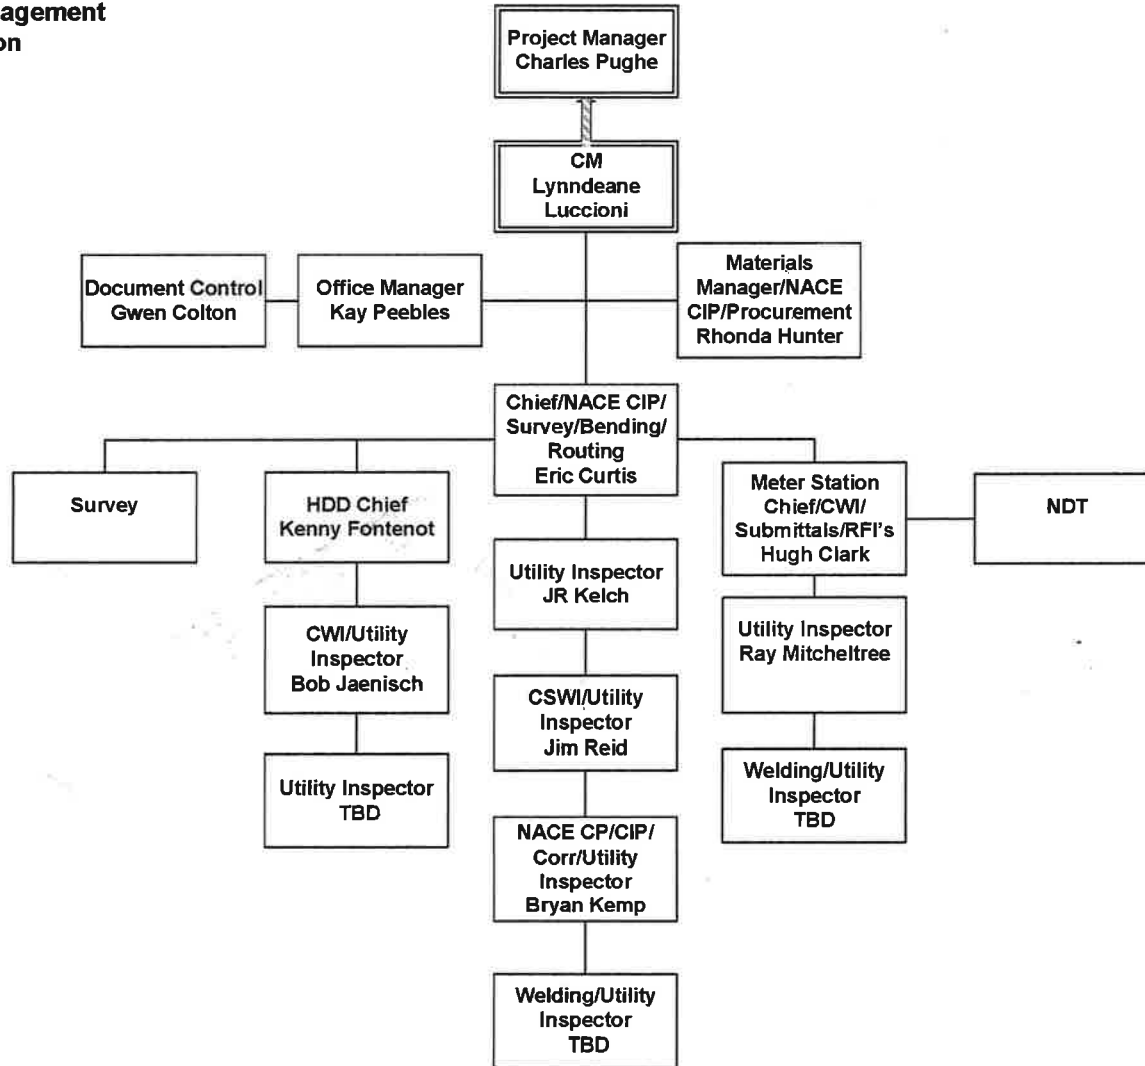 Project Manager
Charles Pughe
CM
Lynndeane
Luccioni
Document Control
Gwen Colton
Office Manager
Kay Peebles
Materials
Manager/NACE
CIP/Procurement
Rhonda Hunter
Chief/NACE CIP/
Survey/Bending/
Routing
Eric Curtis
Survey
HDD Chief
Kenny Fontenot
Meter Station
Chief/CWI/
Submittals/RFI's
Hugh Clark
NDT
Utility Inspector
JR Kelch
CWI/Utility
Inspector
Bob Jaenisch
Utility Inspector
Ray Mitcheltree
CSWI/Utility
Inspector
Jim Reid
Utility Inspector
TBD
Welding/Utility
Inspector
TBD
NACE CP/CIP/
Corr/Utility
Inspector
Bryan Kemp
Welding/Utility
Inspector
TBD